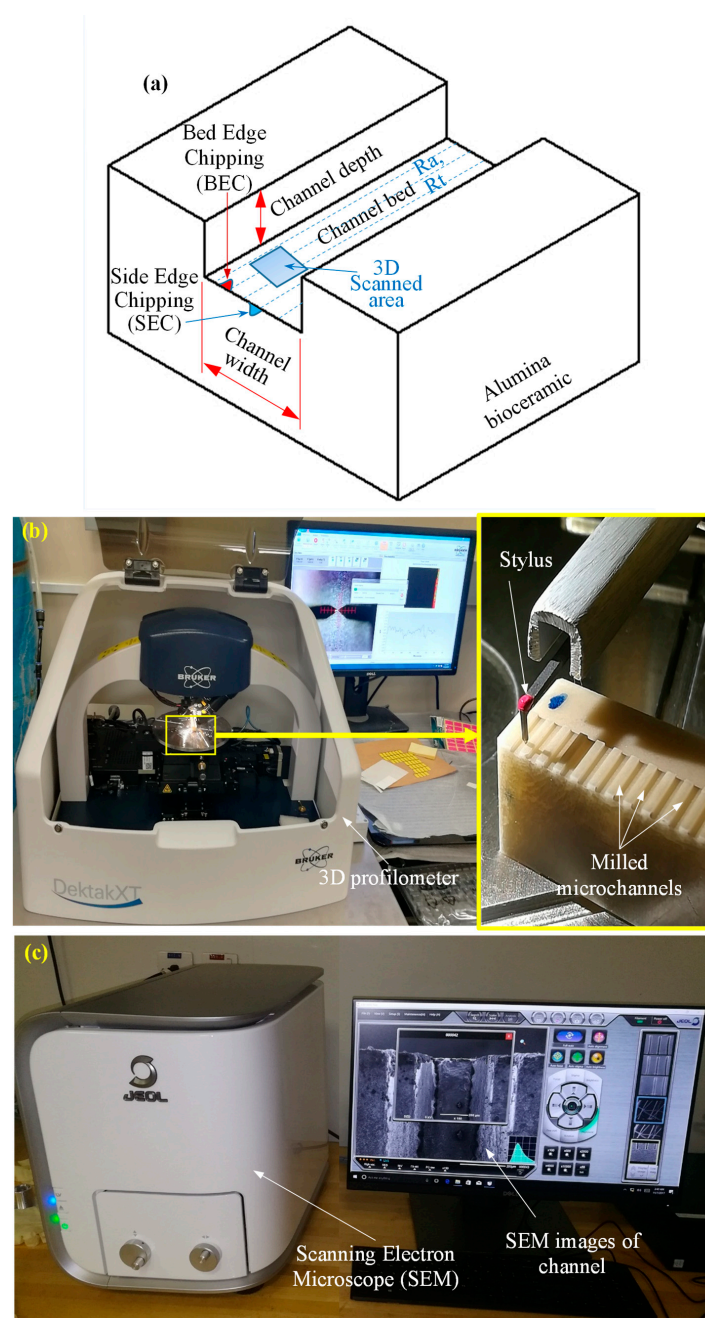 (a)
Bed Edge
Chipping
(BEC)
Channel depth
Ra,
Channel bed
Rt
Side Edge
Chipping
(SEC)
3D
Scanned
area
Channel
width
Alumina
bioceramic
(b)
BRUKER
BRUKER
DektakXT
3D profilometer
Stylus
Milled
microchannels
(c)
JEOL
JEOL
Scanning Electron
Microscope (SEM)
SEM images of
channel